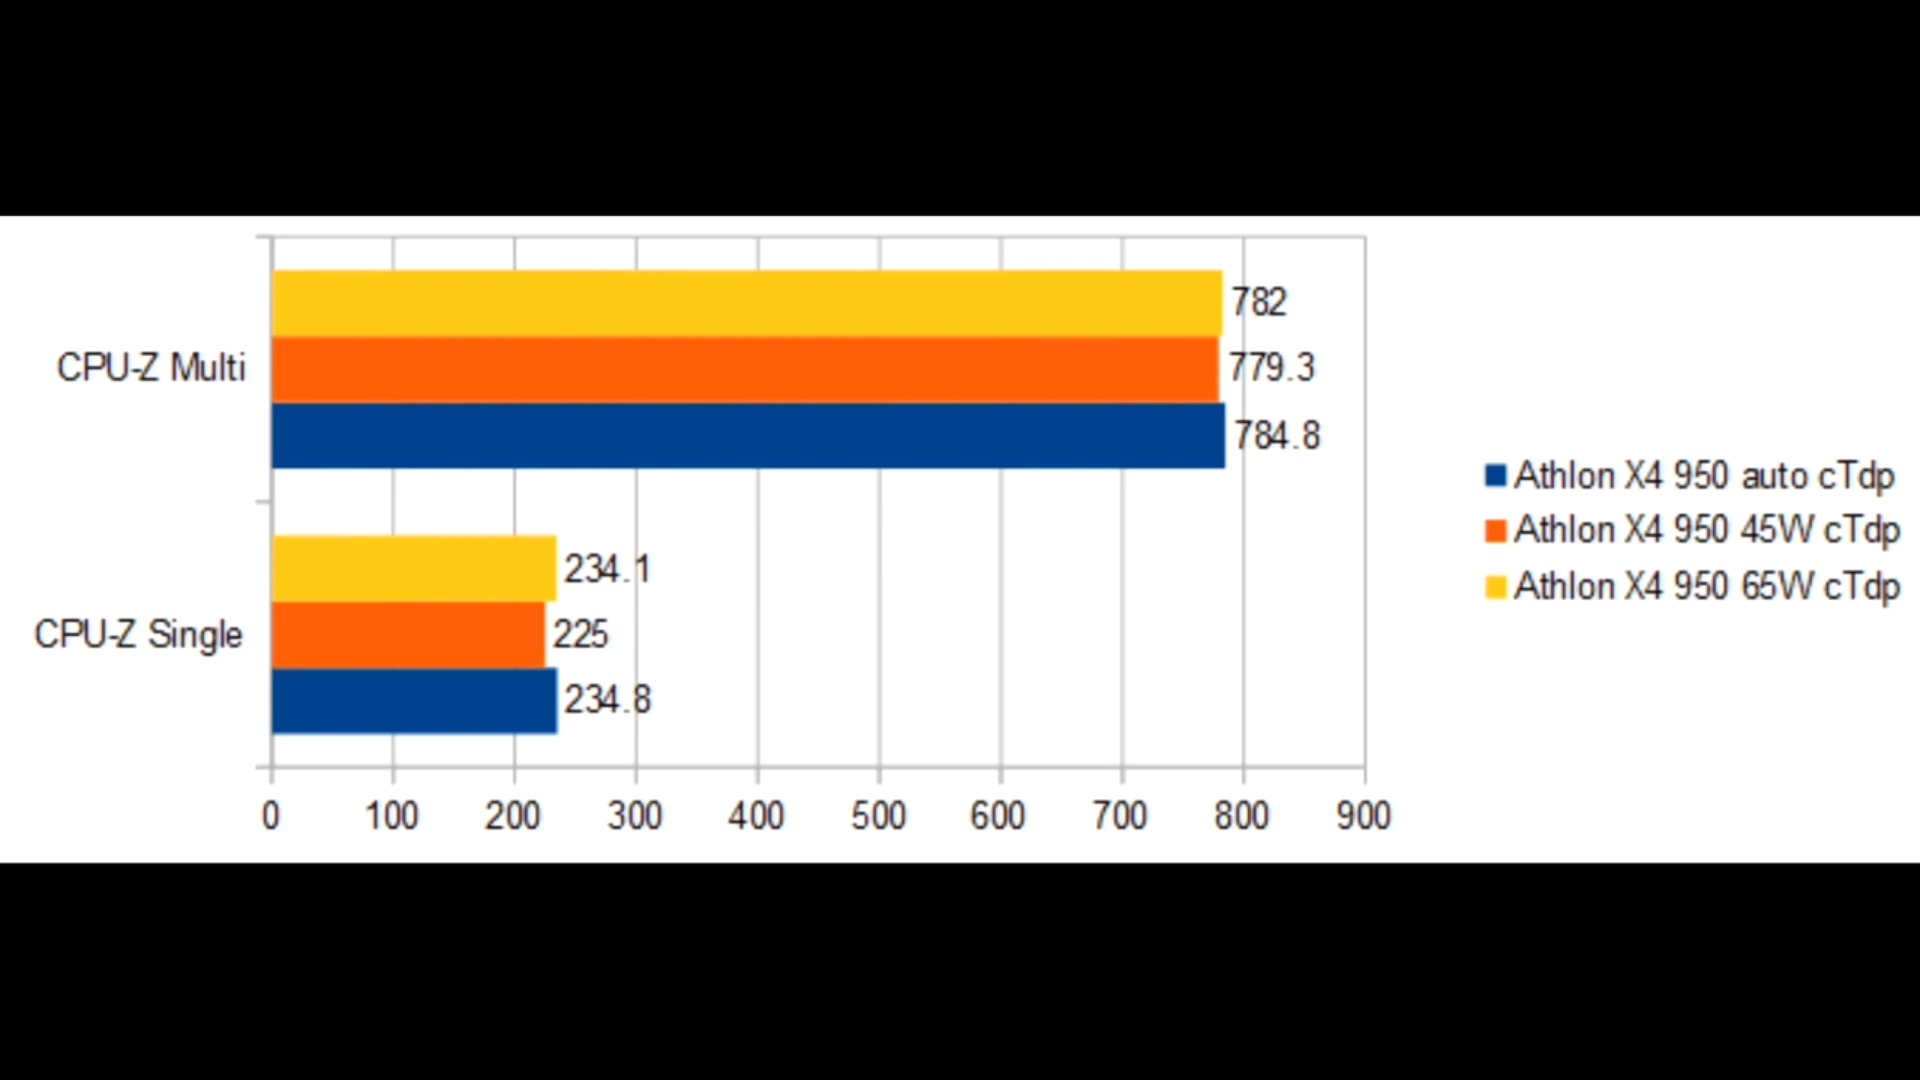 CPU-Z Multi
782
779.3
784.8
CPU-Z Single
234.1
225
234.8
0 100 200 300 400 500 600 700 800 900
Athlon X4 950 auto cTdp
Athlon X4 950 45W cTdp
Athlon X4 950 65W cTdp